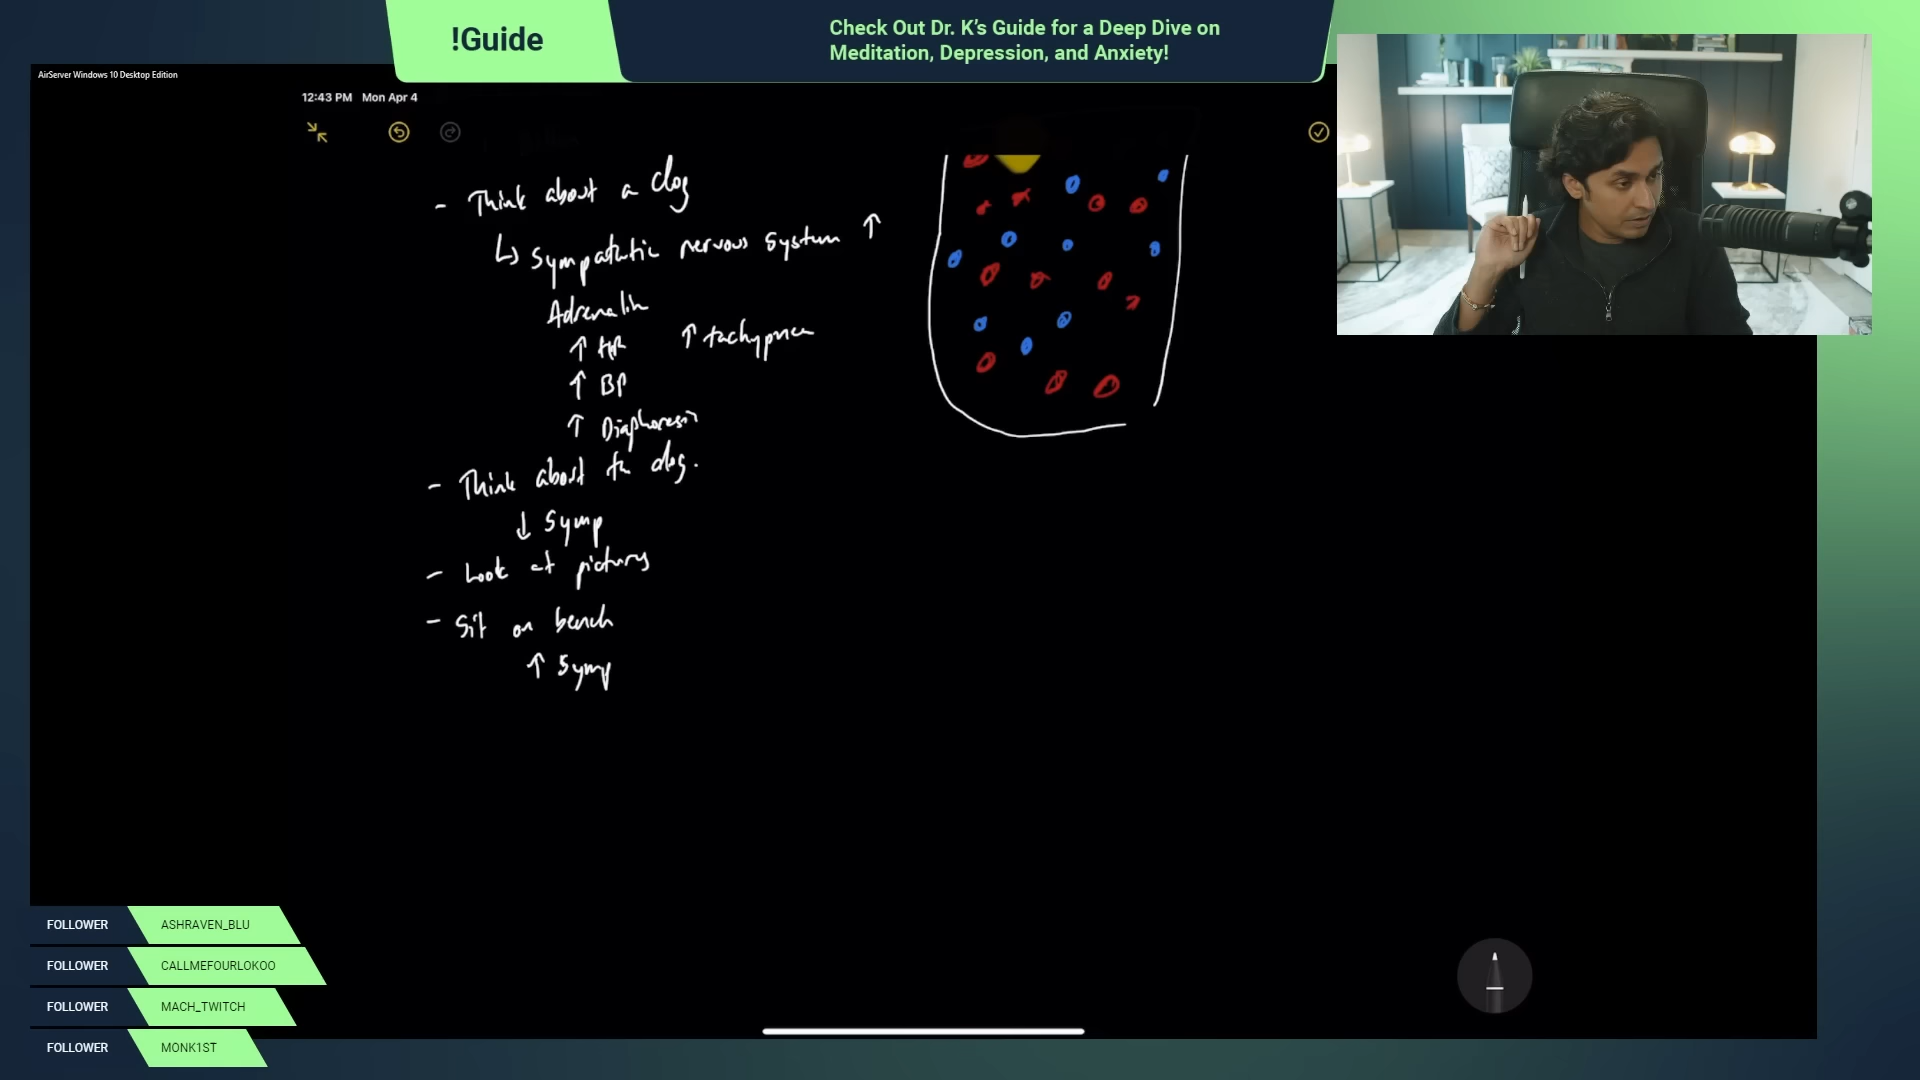 !Guide
Check Out Dr. K's Guide for a Deep Dive on
Meditation, Depression, and Anxiety!
AirServer Windows 10 Desktop Edition
12:43 PM Mon Apr 4
- Think about a dog
↳ Sympathetic nervous system ↑
Adrenalin
↑ HR ↑ tachypnea
↑ BP
↑ Diaphoresis
- Think about the dog.
↓ Symp
- Look at pictures
- Sit on bench
↑ Symp
FOLLOWER ASHRAVEN_BLU
FOLLOWER CALLMEFOURLOKOO
FOLLOWER MACH_TWITCH
FOLLOWER MONK1ST